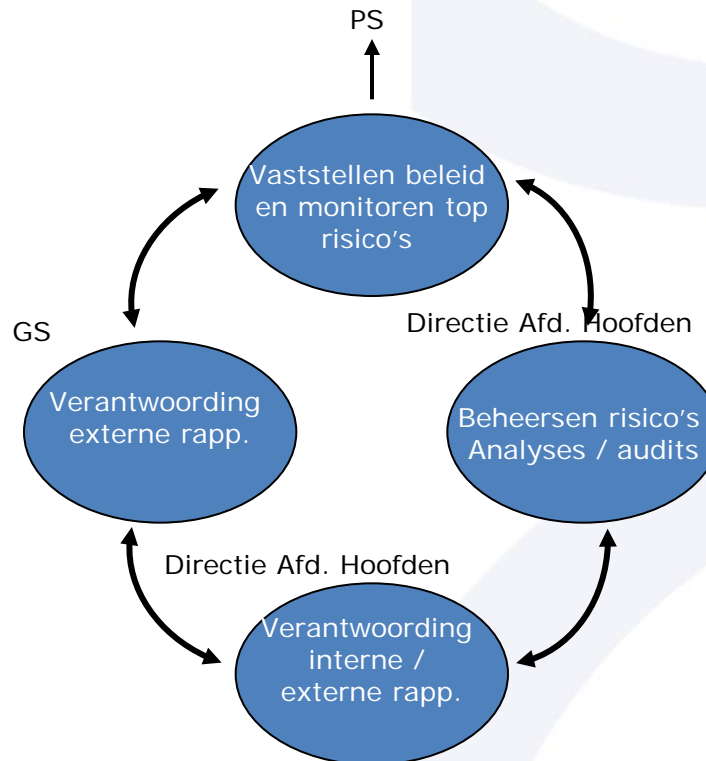 PS
Vaststellen beleid
en monitoren top
risico's
GS
Directie Afd. Hoofden
Verantwoording
externe rapp.
Beheersen risico's
Analyses / audits
Directie Afd. Hoofden
Verantwoording
interne /
externe rapp.